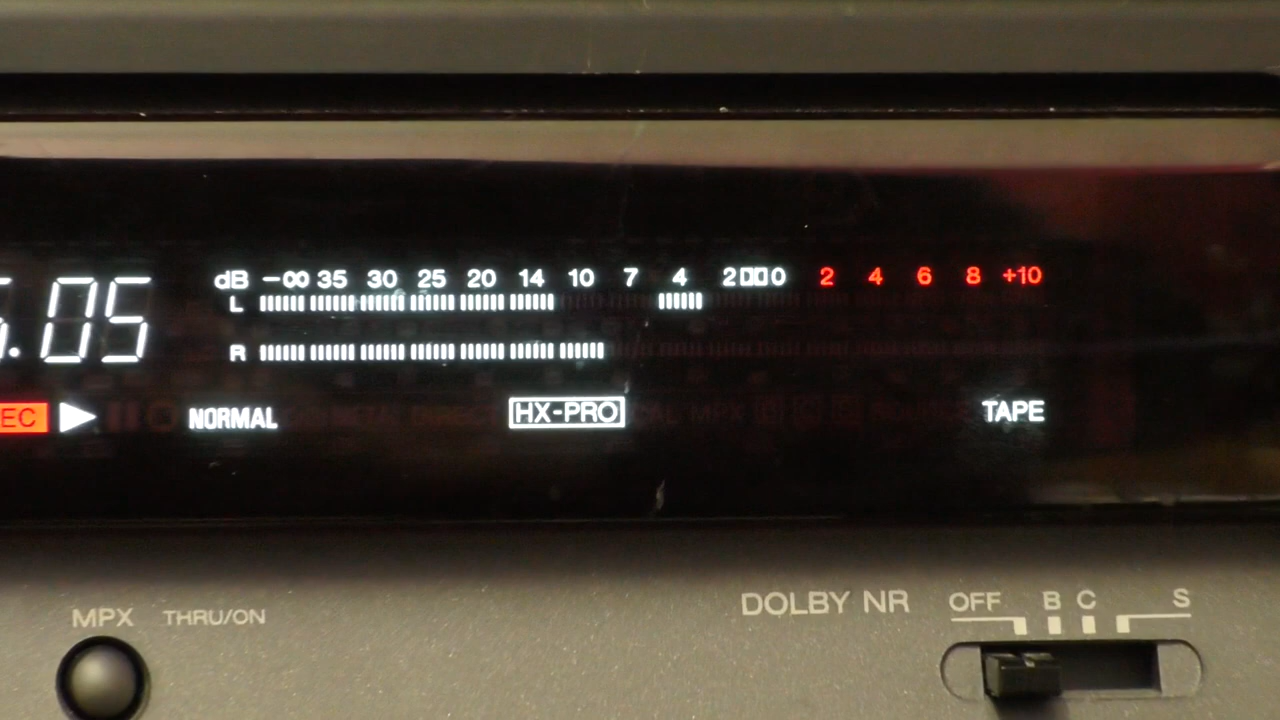 dB −∞ 35 30 25 20 14 10 7 4 2 0 2 4 6 8 +10
.05
L
R
EC NORMAL HX-PRO TAPE
MPX THRU/ON
DOLBY NR OFF B C S